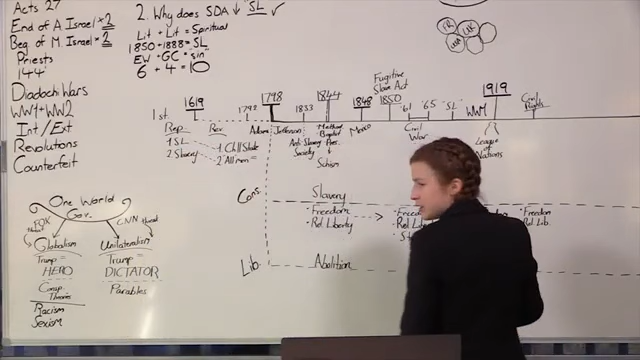 Acts 27
End of A Israel × 2
Beg. of M. Israel = 2
Priests
144
Diadochi Wars
WW1+WW2
Int/Ext
Revolutions
Counterfeit
One World
Gov.
FOX
News
CNN
threat
Globalism
Trump =
HERO
Consp.
Theories
Racism
Sexism
Unilateralism
Trump =
DICTATOR
Parables
2. Why does SDA ↓ "SL" ✓
Lit + Lit = Spiritual
1850+1888 = SL
EW + GC = "sin"
6 + 4 = 10
1st
1619
1793
1798
1833
1844
1848
Fugitive
Slave Act
1850
'61
'65
"SL"
WWI
1919
Civil
Rights
Rep.
1. SL
2. Slavery
Rev
1. Ch//State
2. All men =
Adams
Jefferson
Anti-Slavery
Society
Method.
Baptist
Pres.
Schism
Mexico
Civil
War
League
of
Nations
Cons.
Slavery
· Freedom
· Rel Liberty
· Freedom
· Rel Lib.
Lib.
Abolition